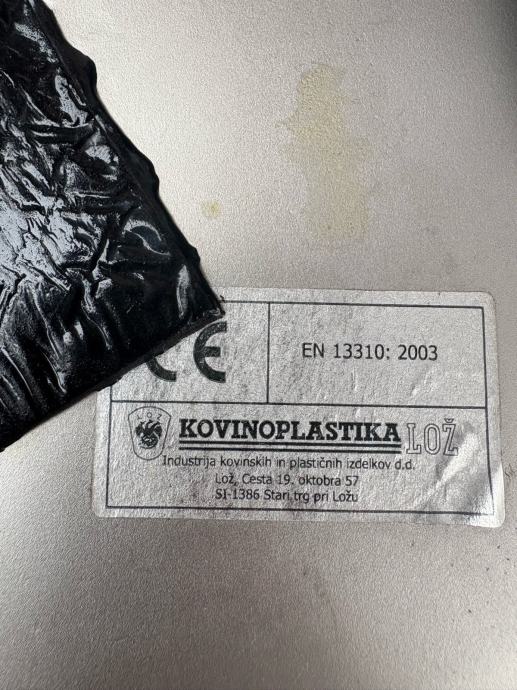 CE
EN 13310: 2003
KOVINOPLASTIKA LOŽ
Industrija kovinskih in plastičnih izdelkov d.d.
Lož, Cesta 19. oktobra 57
SI-1386 Stari trg pri Ložu